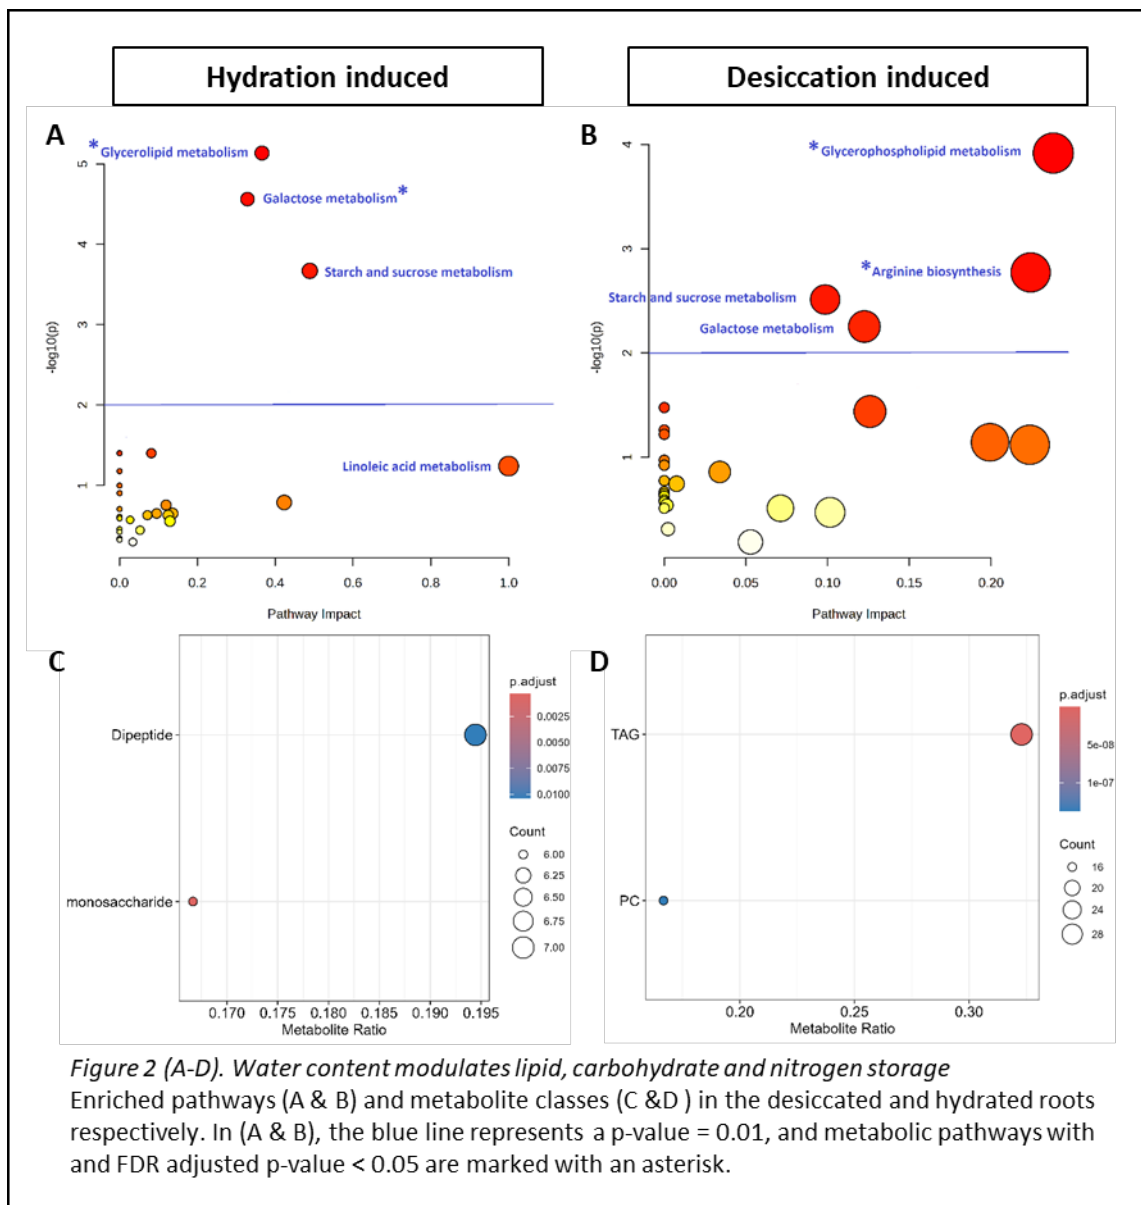 Hydration induced
Desiccation induced
A
* Glycerolipid metabolism
Galactose metabolism *
Starch and sucrose metabolism
Linoleic acid metabolism
-log10(p)
5
4
3
2
1
0.0 0.2 0.4 0.6 0.8 1.0
Pathway Impact
B
* Glycerophospholipid metabolism
* Arginine biosynthesis
Starch and sucrose metabolism
Galactose metabolism
-log10(p)
4
3
2
1
0.00 0.05 0.10 0.15 0.20
Pathway Impact
C
Dipeptide
monosaccharide
0.170 0.175 0.180 0.185 0.190 0.195
Metabolite Ratio
p.adjust
0.0025
0.0050
0.0075
0.0100
Count
6.00
6.25
6.50
6.75
7.00
D
TAG
PC
0.20 0.25 0.30
Metabolite Ratio
p.adjust
5e-08
1e-07
Count
16
20
24
28
Figure 2 (A-D). Water content modulates lipid, carbohydrate and nitrogen storage
Enriched pathways (A & B) and metabolite classes (C &D ) in the desiccated and hydrated roots
respectively. In (A & B), the blue line represents a p-value = 0.01, and metabolic pathways with
and FDR adjusted p-value < 0.05 are marked with an asterisk.